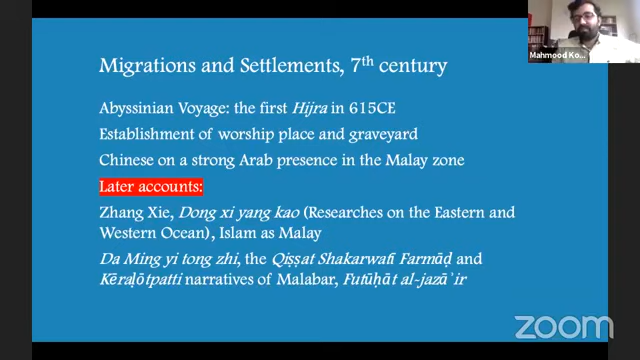 Mahmood Ko...
Migrations and Settlements, 7th century
Abyssinian Voyage: the first Hijra in 615CE
Establishment of worship place and graveyard
Chinese on a strong Arab presence in the Malay zone
Later accounts:
Zhang Xie, Dong xi yang kao (Researches on the Eastern and
Western Ocean), Islam as Malay
Da Ming yi tong zhi, the Qiṣṣat Shakarwatī Farmāḍ and
Kēraḷōtpatti narratives of Malabar, Futūḥāt al-jazāʾir
zoom